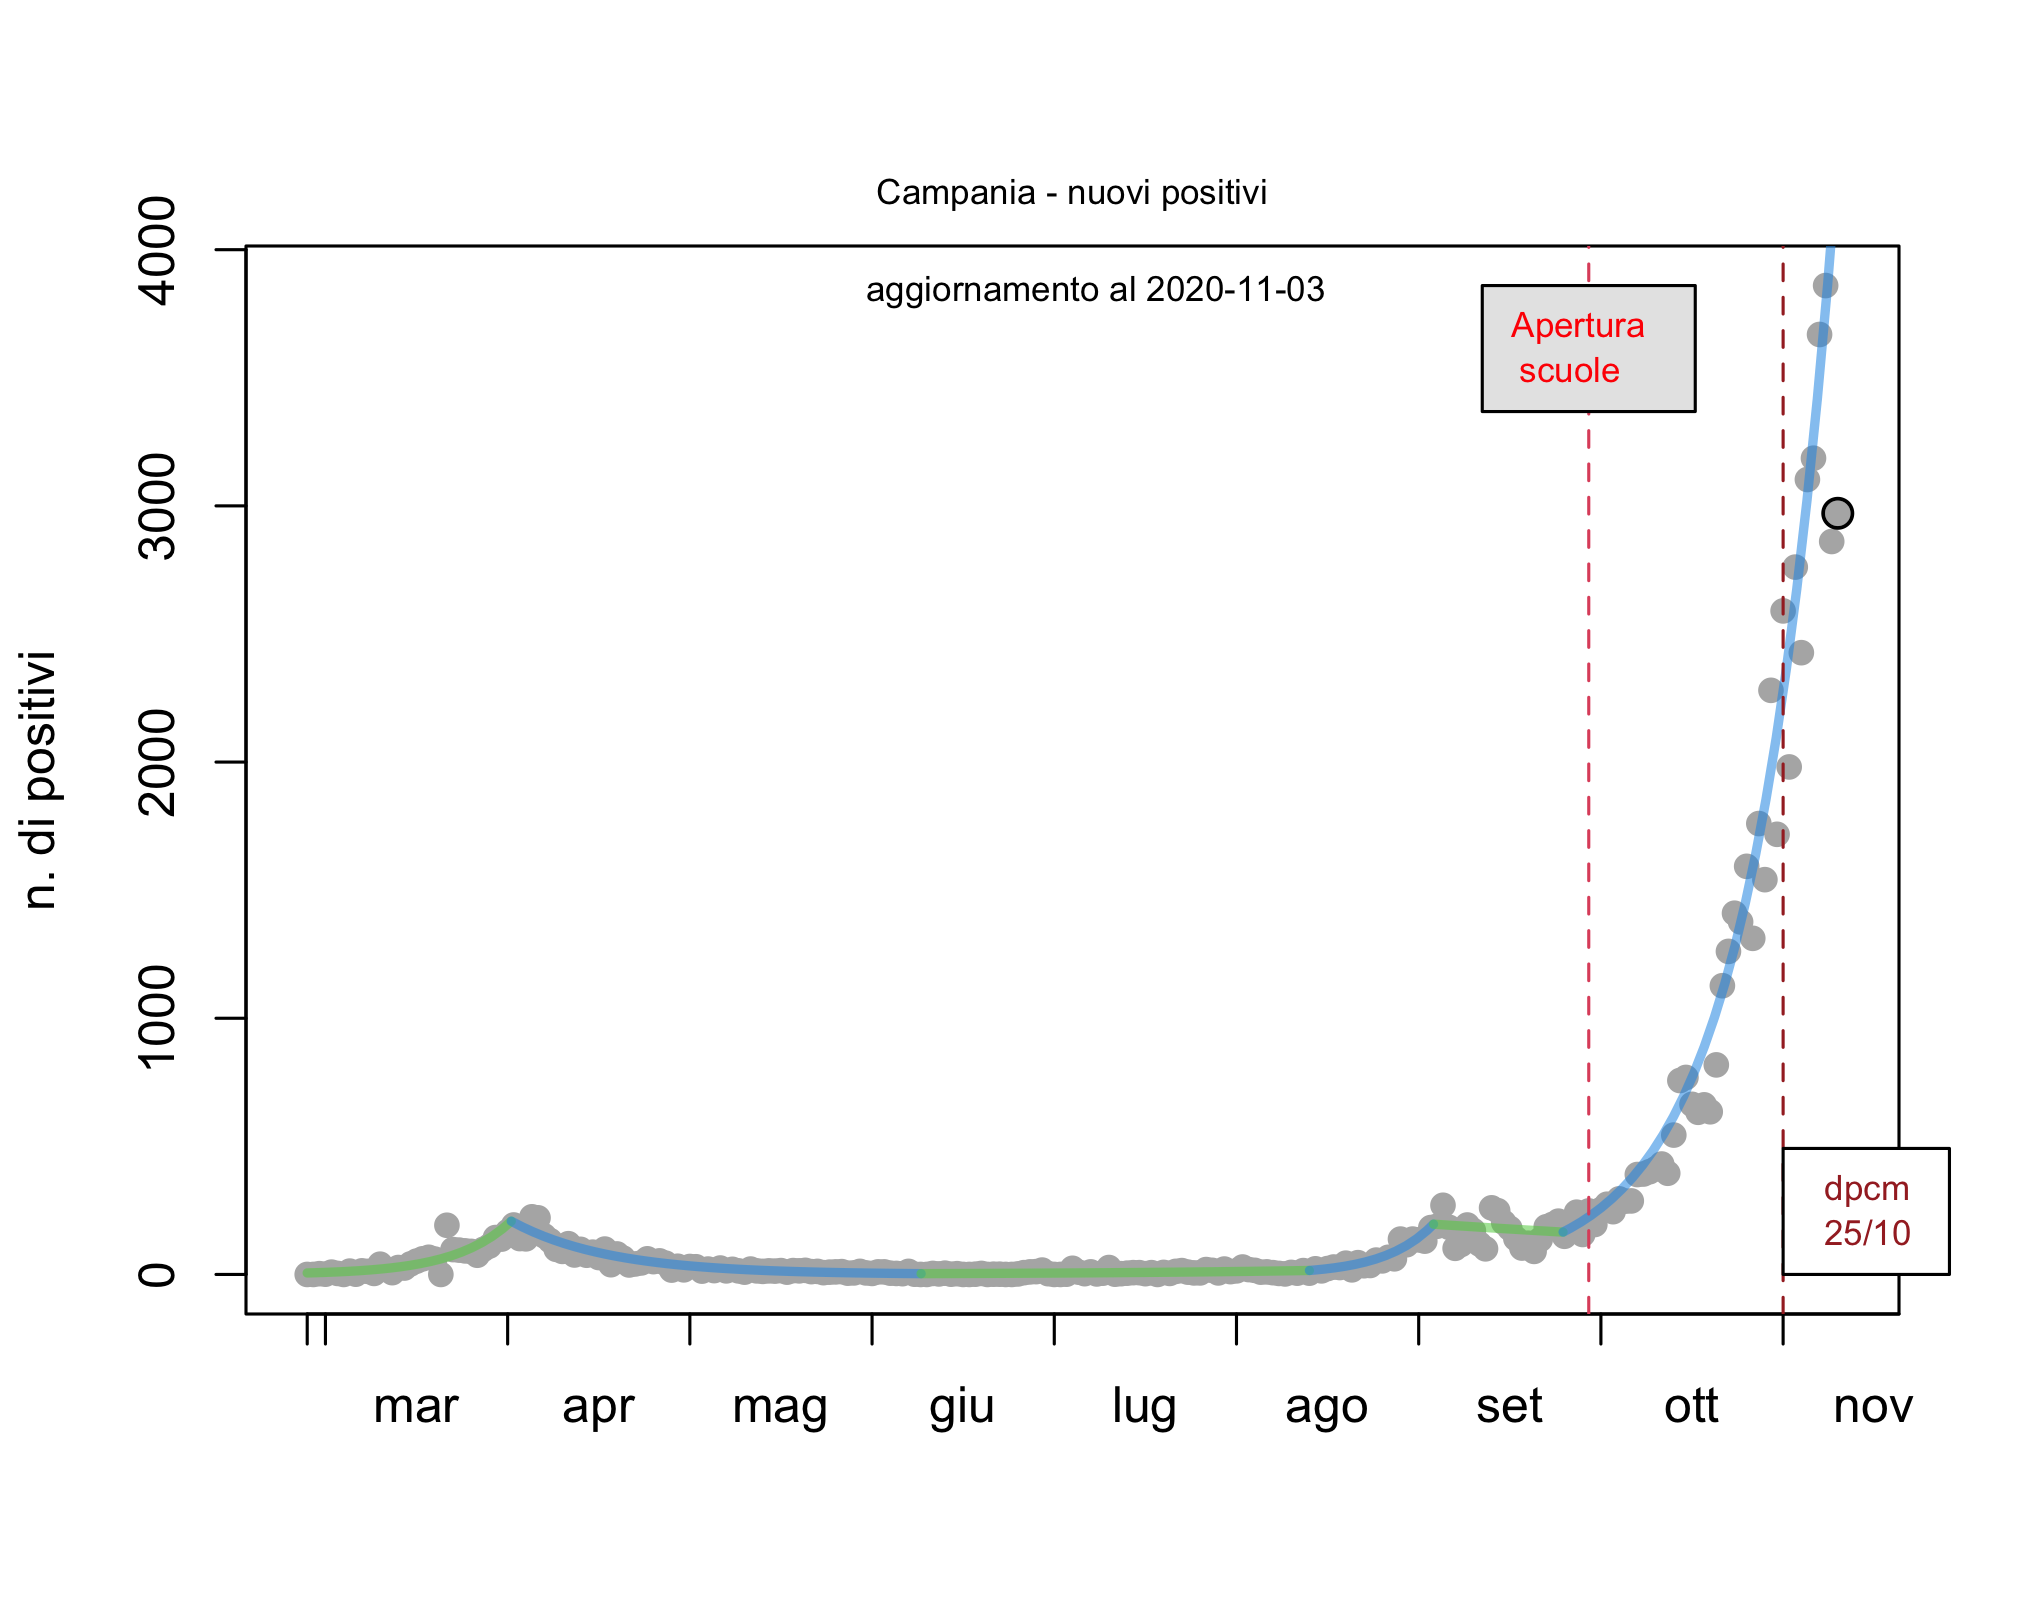 Campania - nuovi positivi
aggiornamento al 2020-11-03
Apertura
scuole
dpcm
25/10
n. di positivi
4000
3000
2000
1000
0
mar apr mag giu lug ago set ott nov